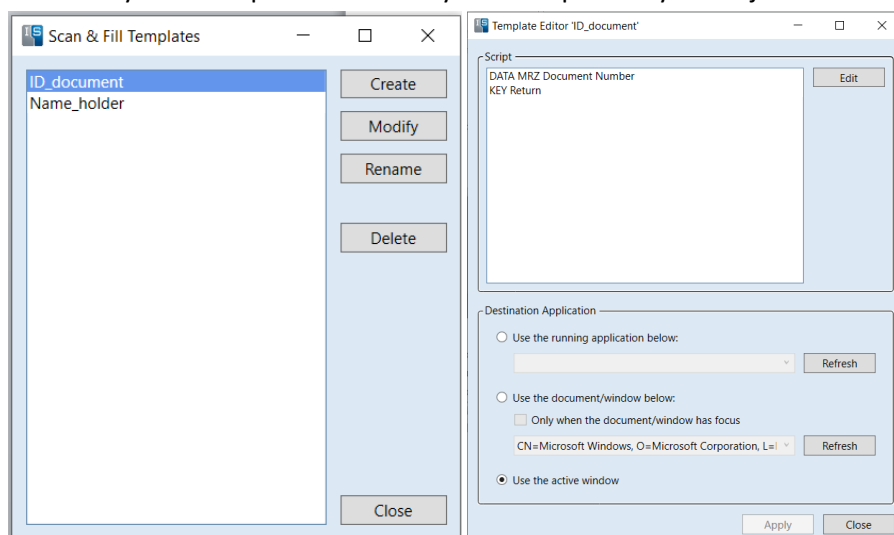 Scan & Fill Templates
ID_document
Name_holder
Create
Modify
Rename
Delete
Close
Template Editor 'ID_document'
Script
DATA MRZ Document Number
KEY Return
Edit
Destination Application
Use the running application below:
Refresh
Use the document/window below:
Only when the document/window has focus
CN=Microsoft Windows, O=Microsoft Corporation, L=
Refresh
Use the active window
Apply
Close